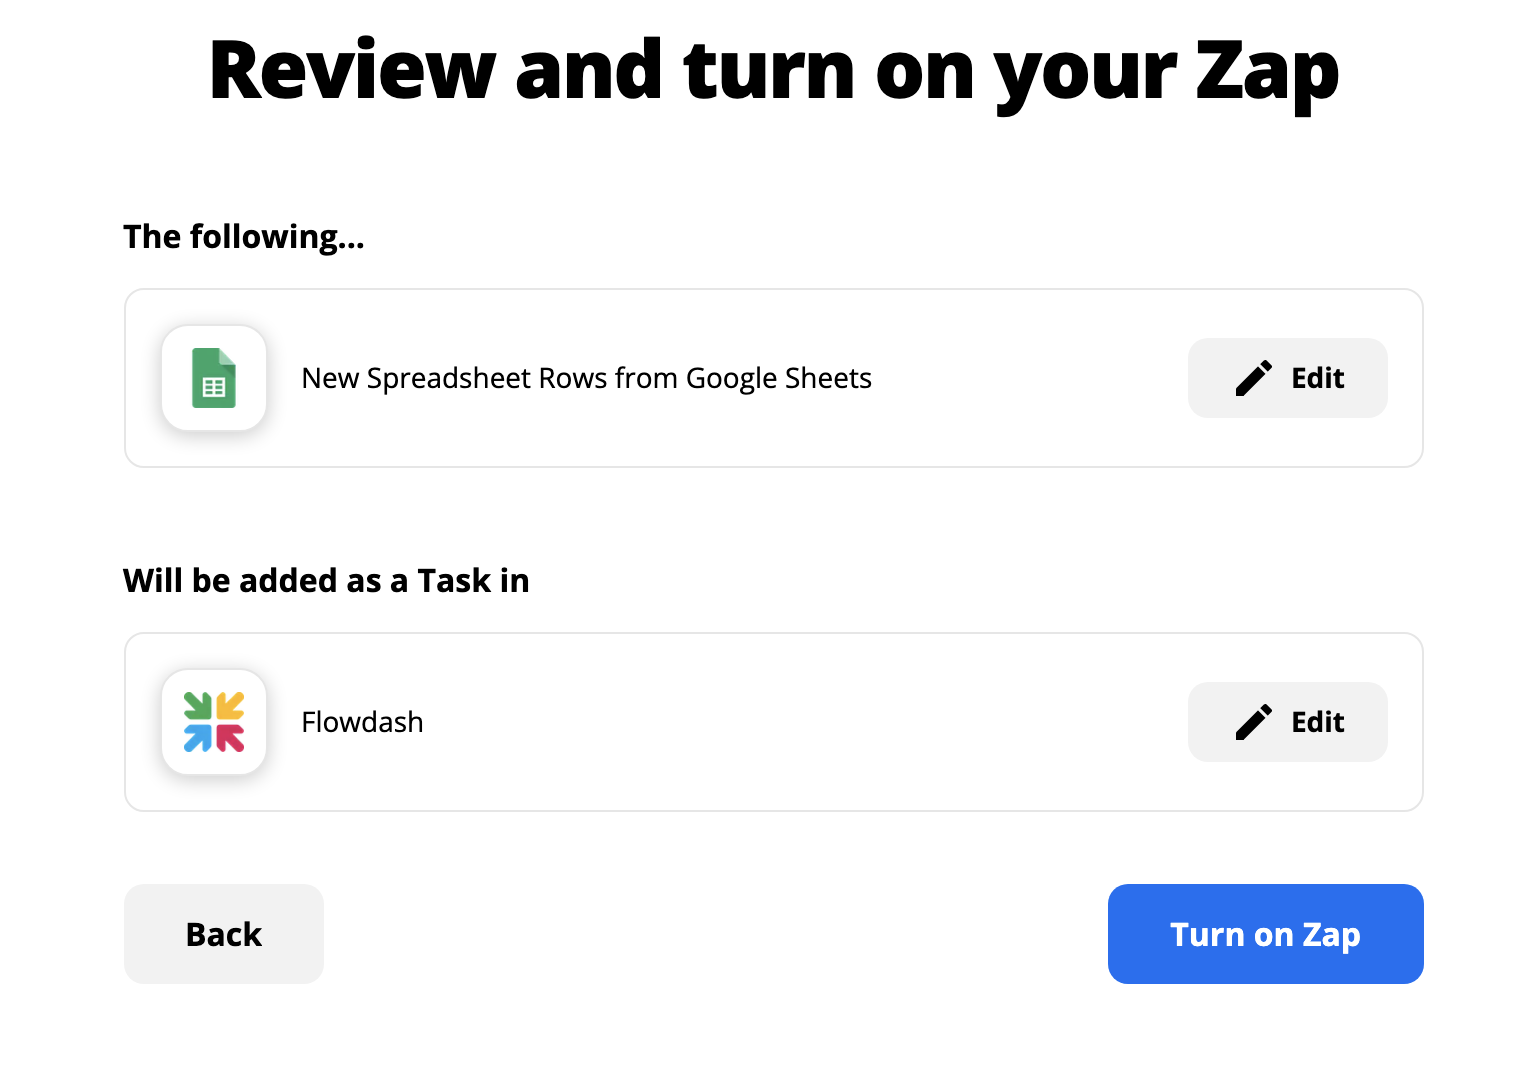 Review and turn on your Zap
The following...
New Spreadsheet Rows from Google Sheets
Edit
Will be added as a Task in
Flowdash
Edit
Back
Turn on Zap